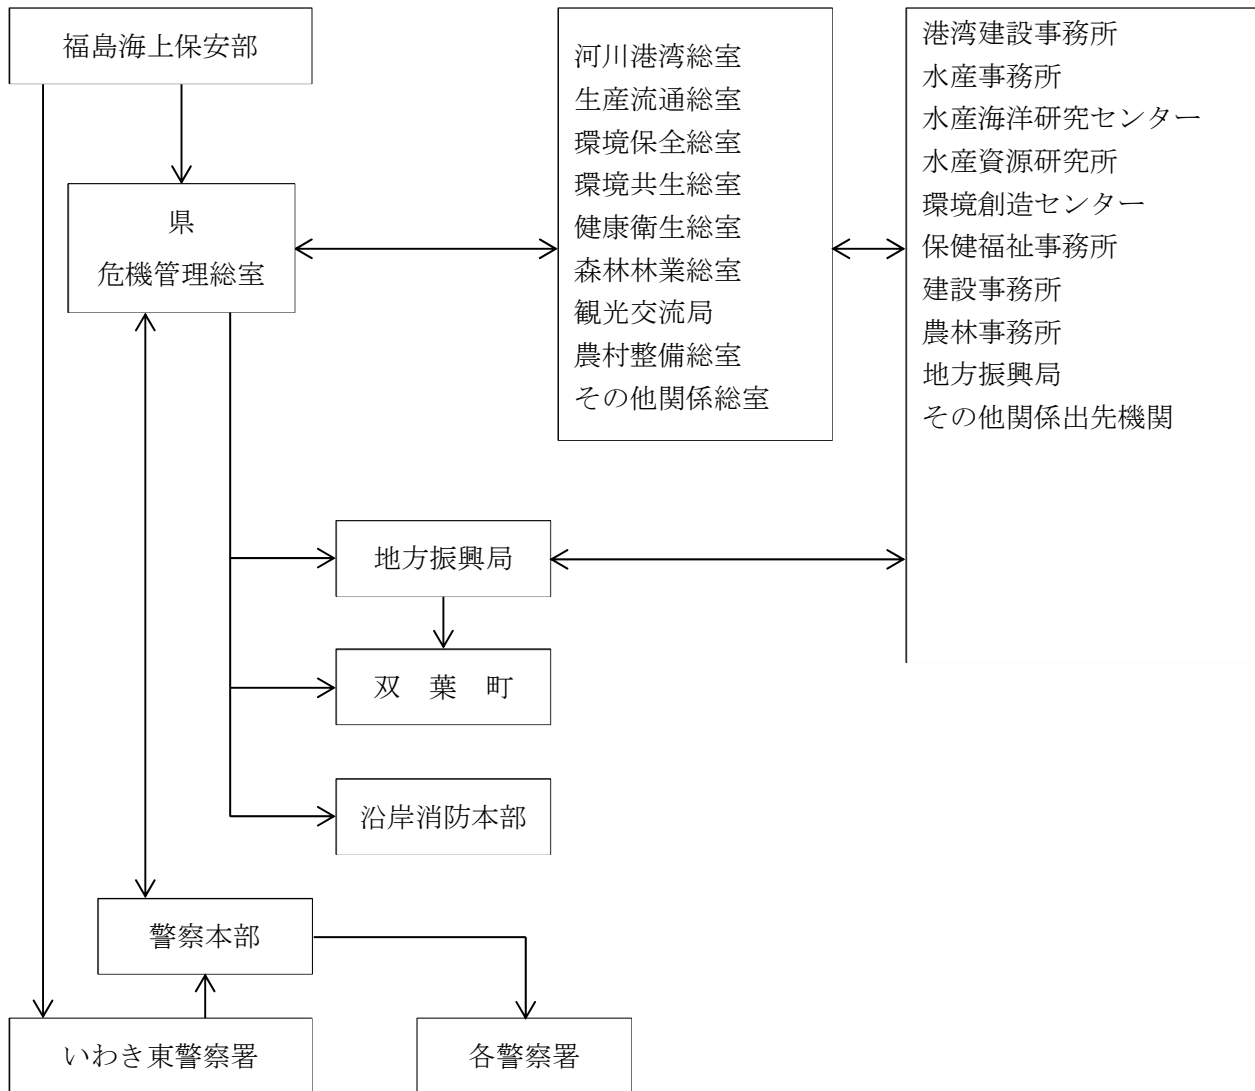 福島海上保安部
県
危機管理総室
河川港湾総室
生産流通総室
環境保全総室
環境共生総室
健康衛生総室
森林林業総室
観光交流局
農村整備総室
その他関係総室
港湾建設事務所
水産事務所
水産海洋研究センター
水産資源研究所
環境創造センター
保健福祉事務所
建設事務所
農林事務所
地方振興局
その他関係出先機関
地方振興局
双　葉　町
沿岸消防本部
警察本部
いわき東警察署
各警察署